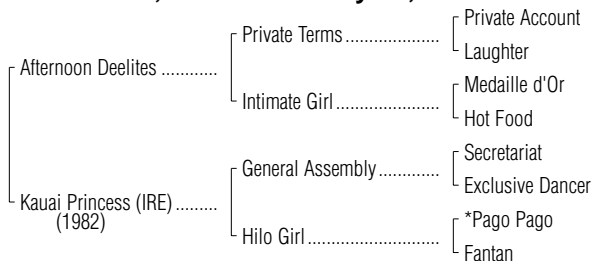 Private Account
Private Terms
Laughter
Afternoon Deelites
Medaille d'Or
Intimate Girl
Hot Food
Secretariat
General Assembly
Exclusive Dancer
Kauai Princess (IRE)
(1982)
*Pago Pago
Hilo Girl
Fantan